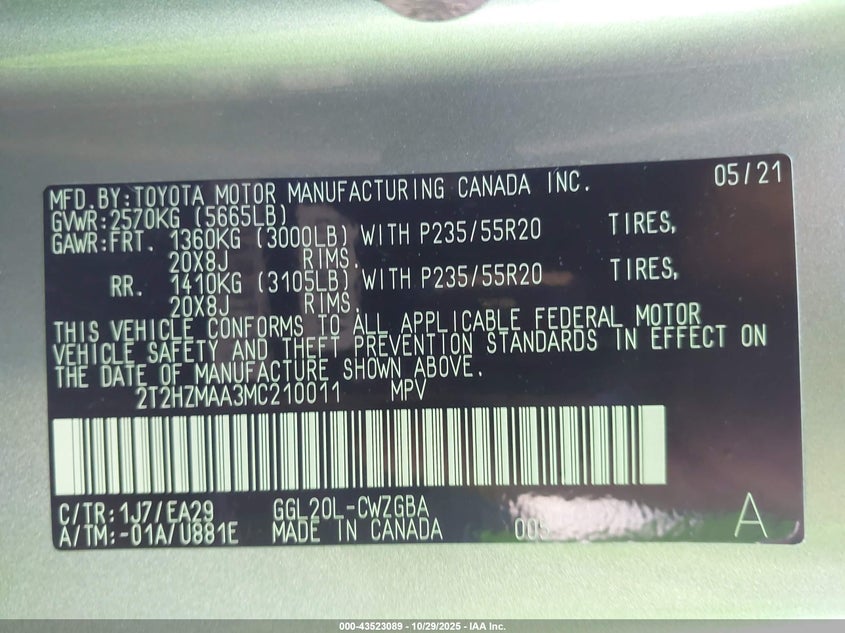 MFD.BY:TOYOTA MOTOR MANUFACTURING CANADA INC. 05/21
GVWR:2570KG (5665LB)
GAWR:FRT. 1360KG (3000LB) WITH P235/55R20 TIRES,
20X8J RIMS.
RR. 1410KG (3105LB) WITH P235/55R20 TIRES,
20X8J RIMS.
THIS VEHICLE CONFORMS TO ALL APPLICABLE FEDERAL MOTOR
VEHICLE SAFETY AND THEFT PREVENTION STANDARDS IN EFFECT ON
THE DATE OF MANUFACTURE SHOWN ABOVE.
2T2HZMAA3MC210011 MPV
C/TR:1J7/EA29 GGL20L-CWZGBA
A/TM:-01A/U881E MADE IN CANADA A
000-43523089 - 10/29/2025 - IAA Inc.